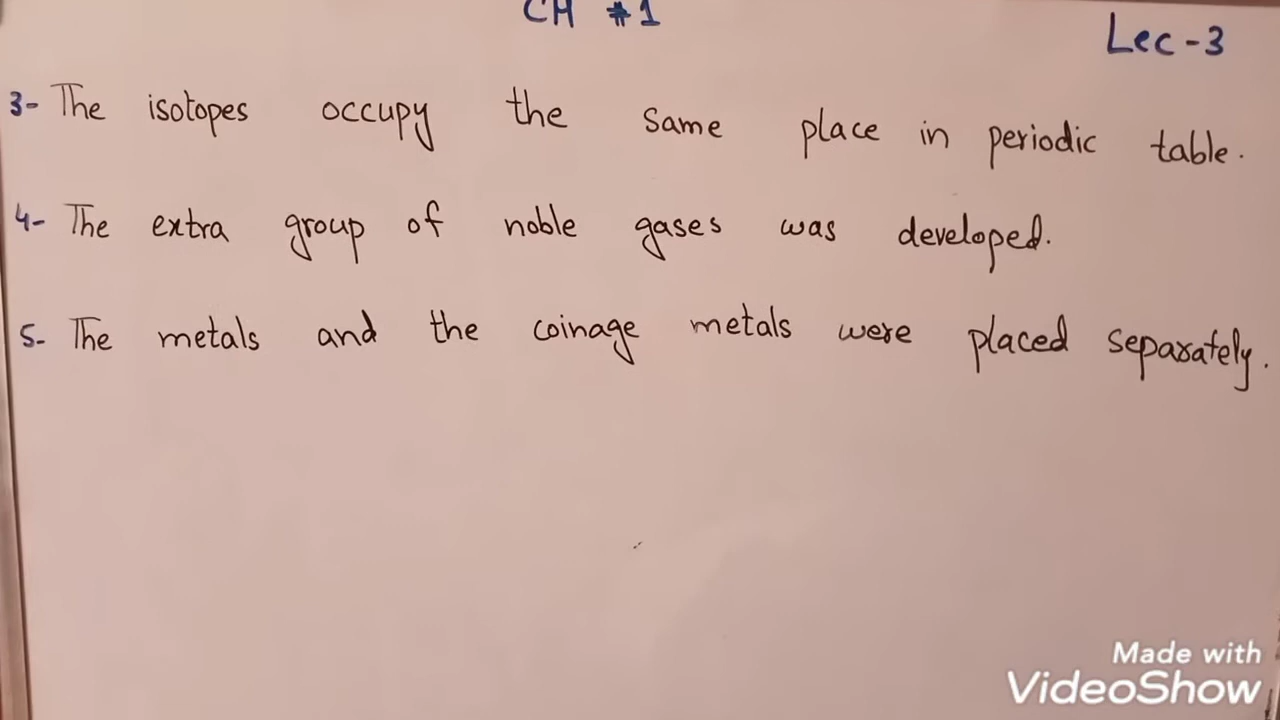 CH #1
Lec-3
3- The isotopes occupy the same place in periodic table.
4- The extra group of noble gases was developed.
5- The metals and the coinage metals were placed separately.
Made with
VideoShow